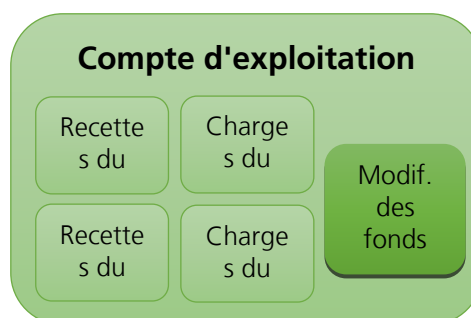 Compte d'exploitation
Recette
s du
Charge
s du
Modif.
des
fonds
Recette
s du
Charge
s du